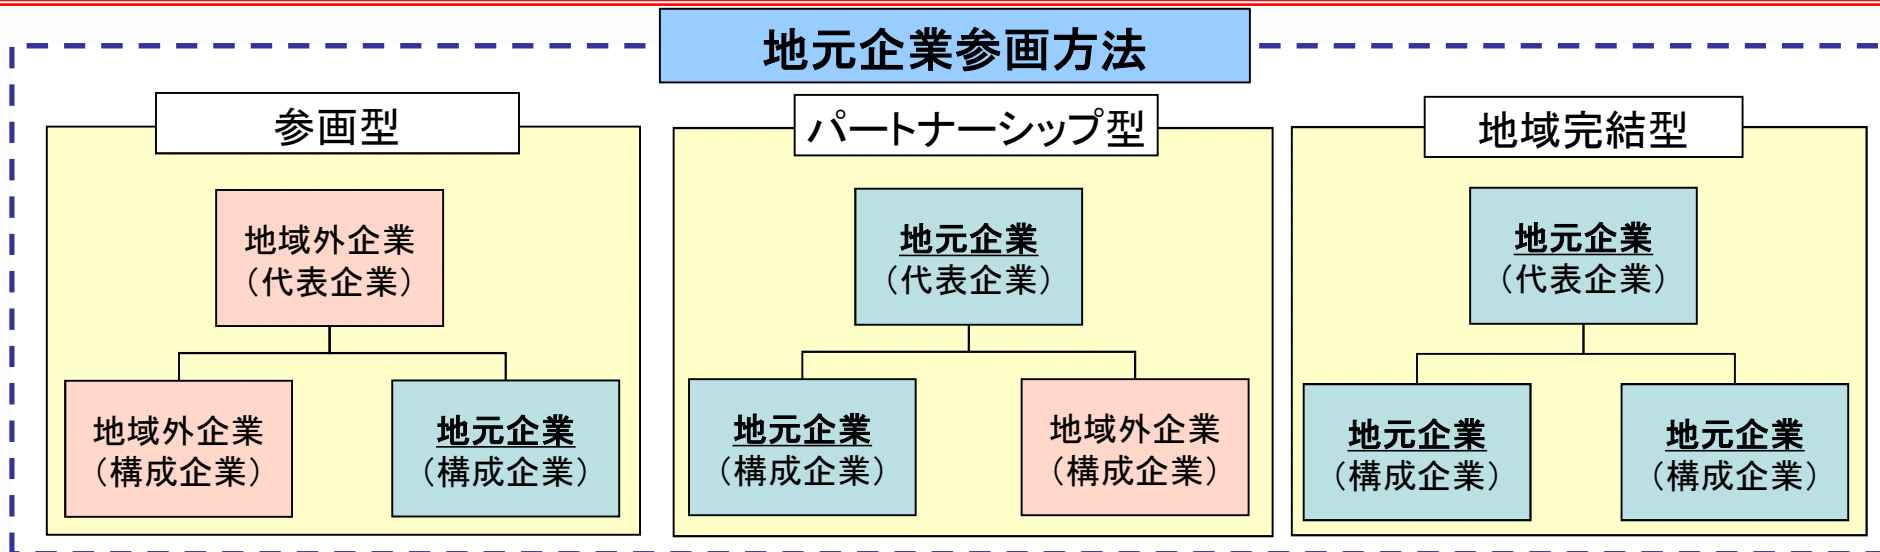 地元企業参画方法
参画型
地域外企業
（代表企業）
地域外企業
（構成企業）
地元企業
（構成企業）
パートナーシップ型
地元企業
（代表企業）
地元企業
（構成企業）
地域外企業
（構成企業）
地域完結型
地元企業
（代表企業）
地元企業
（構成企業）
地元企業
（構成企業）